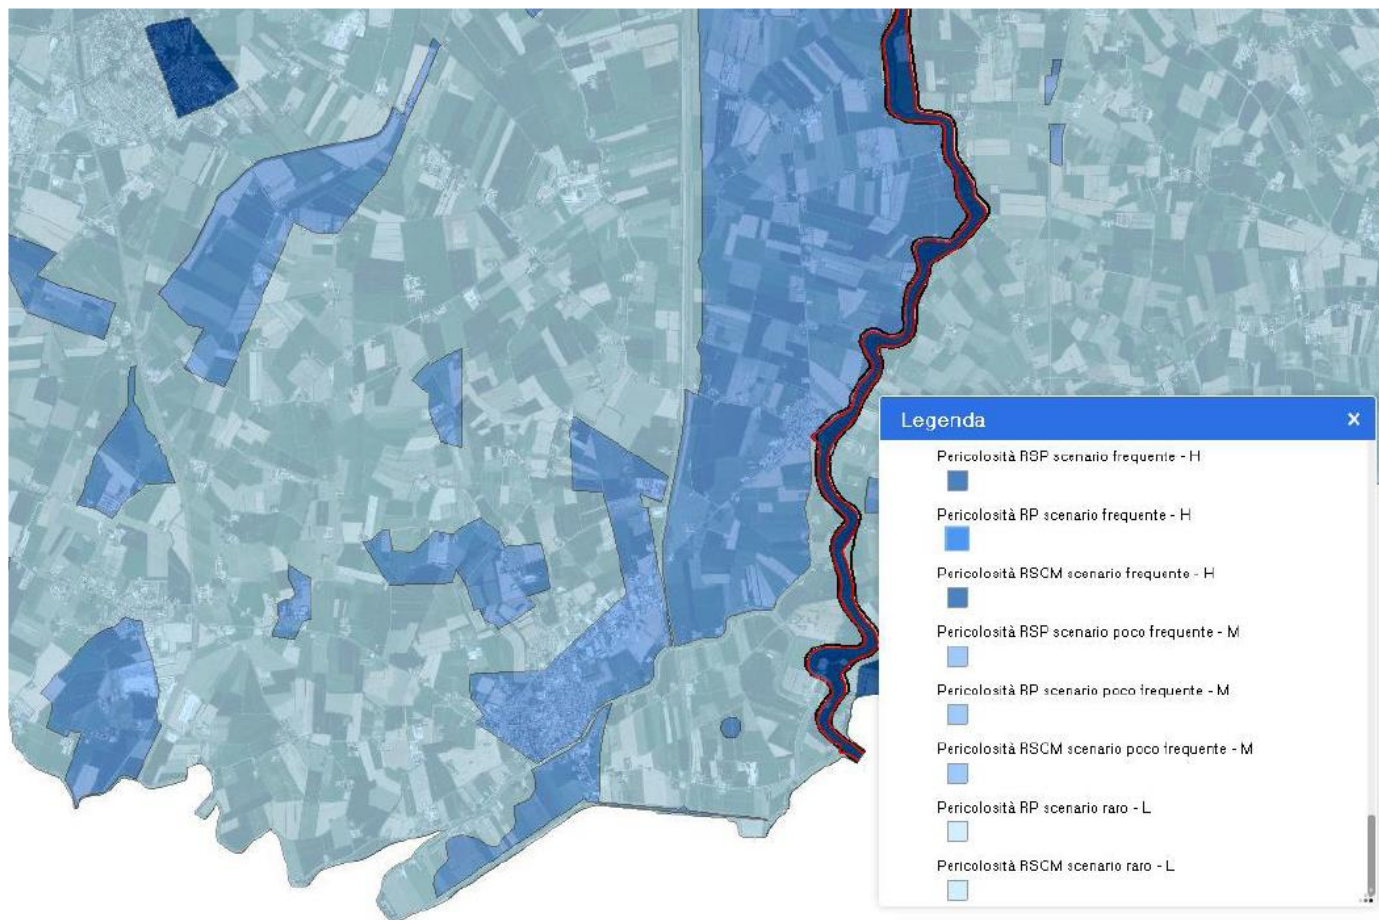 Legenda
Pericolosità RSP scenario frequente - H
Pericolosità RP scenario frequente - H
Pericolosità RSCM scenario frequente - H
Pericolosità RSP scenario poco frequente - M
Pericolosità RP scenario poco frequente - M
Pericolosità RSCM scenario poco frequente - M
Pericolosità RP scenario raro - L
Pericolosità RSCM scenario raro - L